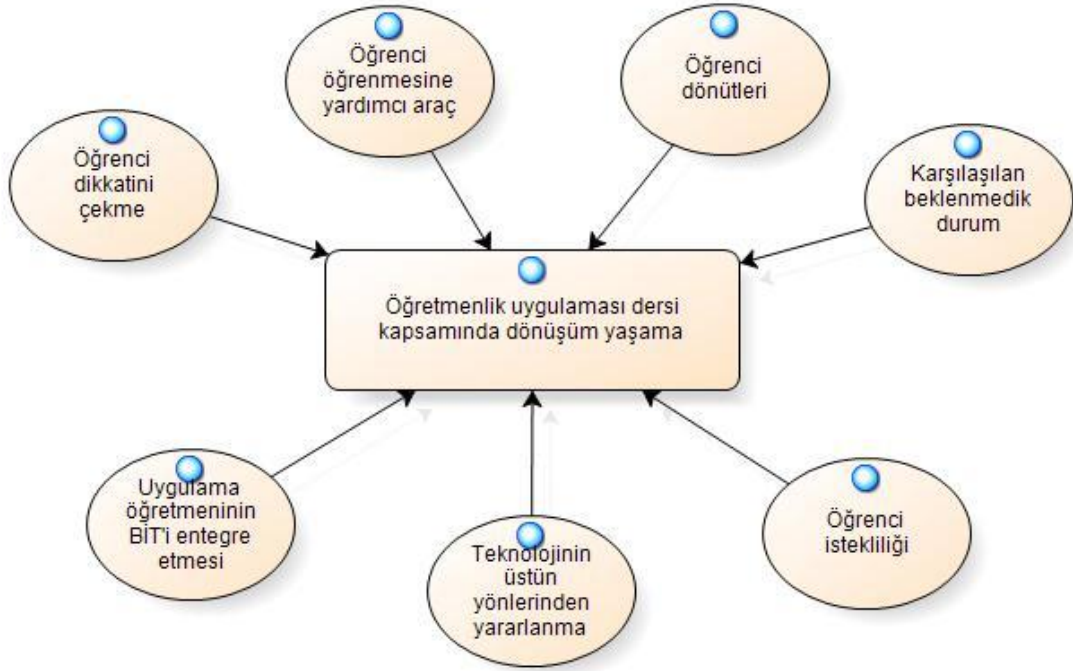 Öğrenci
öğrenmesine
yardımcı araç
Öğrenci
dönütleri
Öğrenci
dikkatini
çekme
Karşılaşılan
beklenmedik
durum
Öğretmenlik uygulaması dersi
kapsamında dönüşüm yaşama
Uygulama
öğretmeninin
BİT'i entegre
etmesi
Teknolojinin
üstün
yönlerinden
yararlanma
Öğrenci
istekliliği